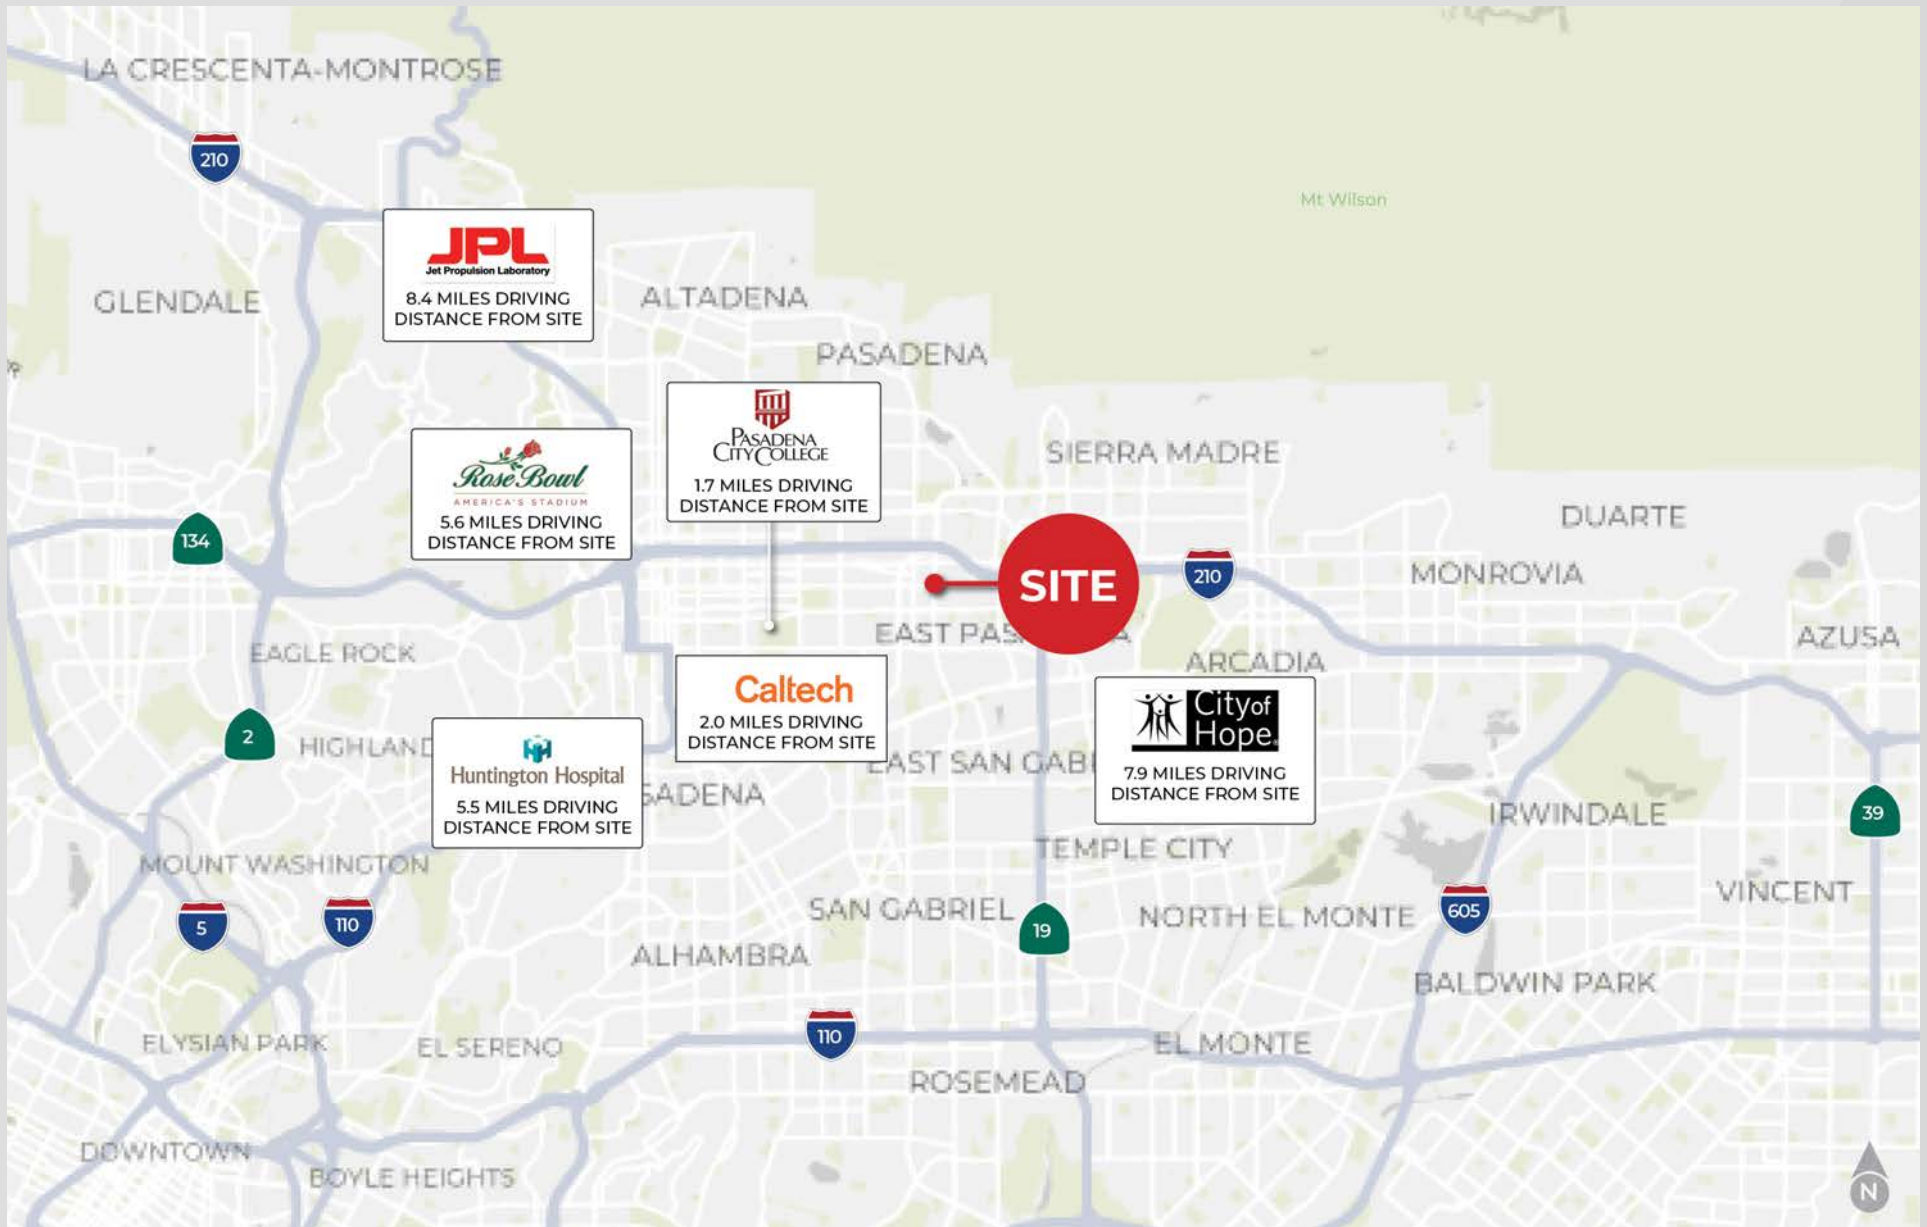 LA CRESCENTA-MONTROSE
210
Mt Wilson
JPL
Jet Propulsion Laboratory
8.4 MILES DRIVING
DISTANCE FROM SITE
GLENDALE
ALTADENA
PASADENA
PASADENA
CITY COLLEGE
1.7 MILES DRIVING
DISTANCE FROM SITE
Rose Bowl
AMERICA'S STADIUM
5.6 MILES DRIVING
DISTANCE FROM SITE
SIERRA MADRE
DUARTE
134
SITE
210
MONROVIA
EAST PAS
A
AZUSA
EAGLE ROCK
ARCADIA
Caltech
2.0 MILES DRIVING
DISTANCE FROM SITE
City of
Hope
7.9 MILES DRIVING
DISTANCE FROM SITE
2
HIGHLAND
Huntington Hospital
5.5 MILES DRIVING
DISTANCE FROM SITE
EAST SAN GABI
SADENA
IRWINDALE
39
TEMPLE CITY
MOUNT WASHINGTON
VINCENT
SAN GABRIEL
NORTH EL MONTE
605
5
110
19
ALHAMBRA
BALDWIN PARK
110
ELYSIAN PARK
EL SERENO
EL MONTE
ROSEMEAD
DOWNTOWN
BOYLE HEIGHTS
N